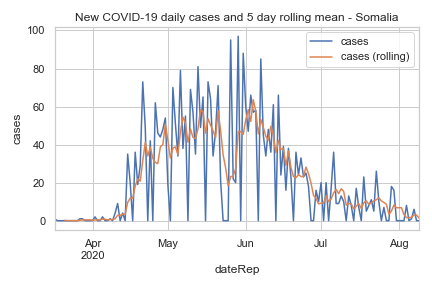 New COVID-19 daily cases and 5 day rolling mean - Somalia
cases
cases (rolling)
100
80
60
40
20
0
cases
Apr
2020
May
Jun
Jul
Aug
dateRep